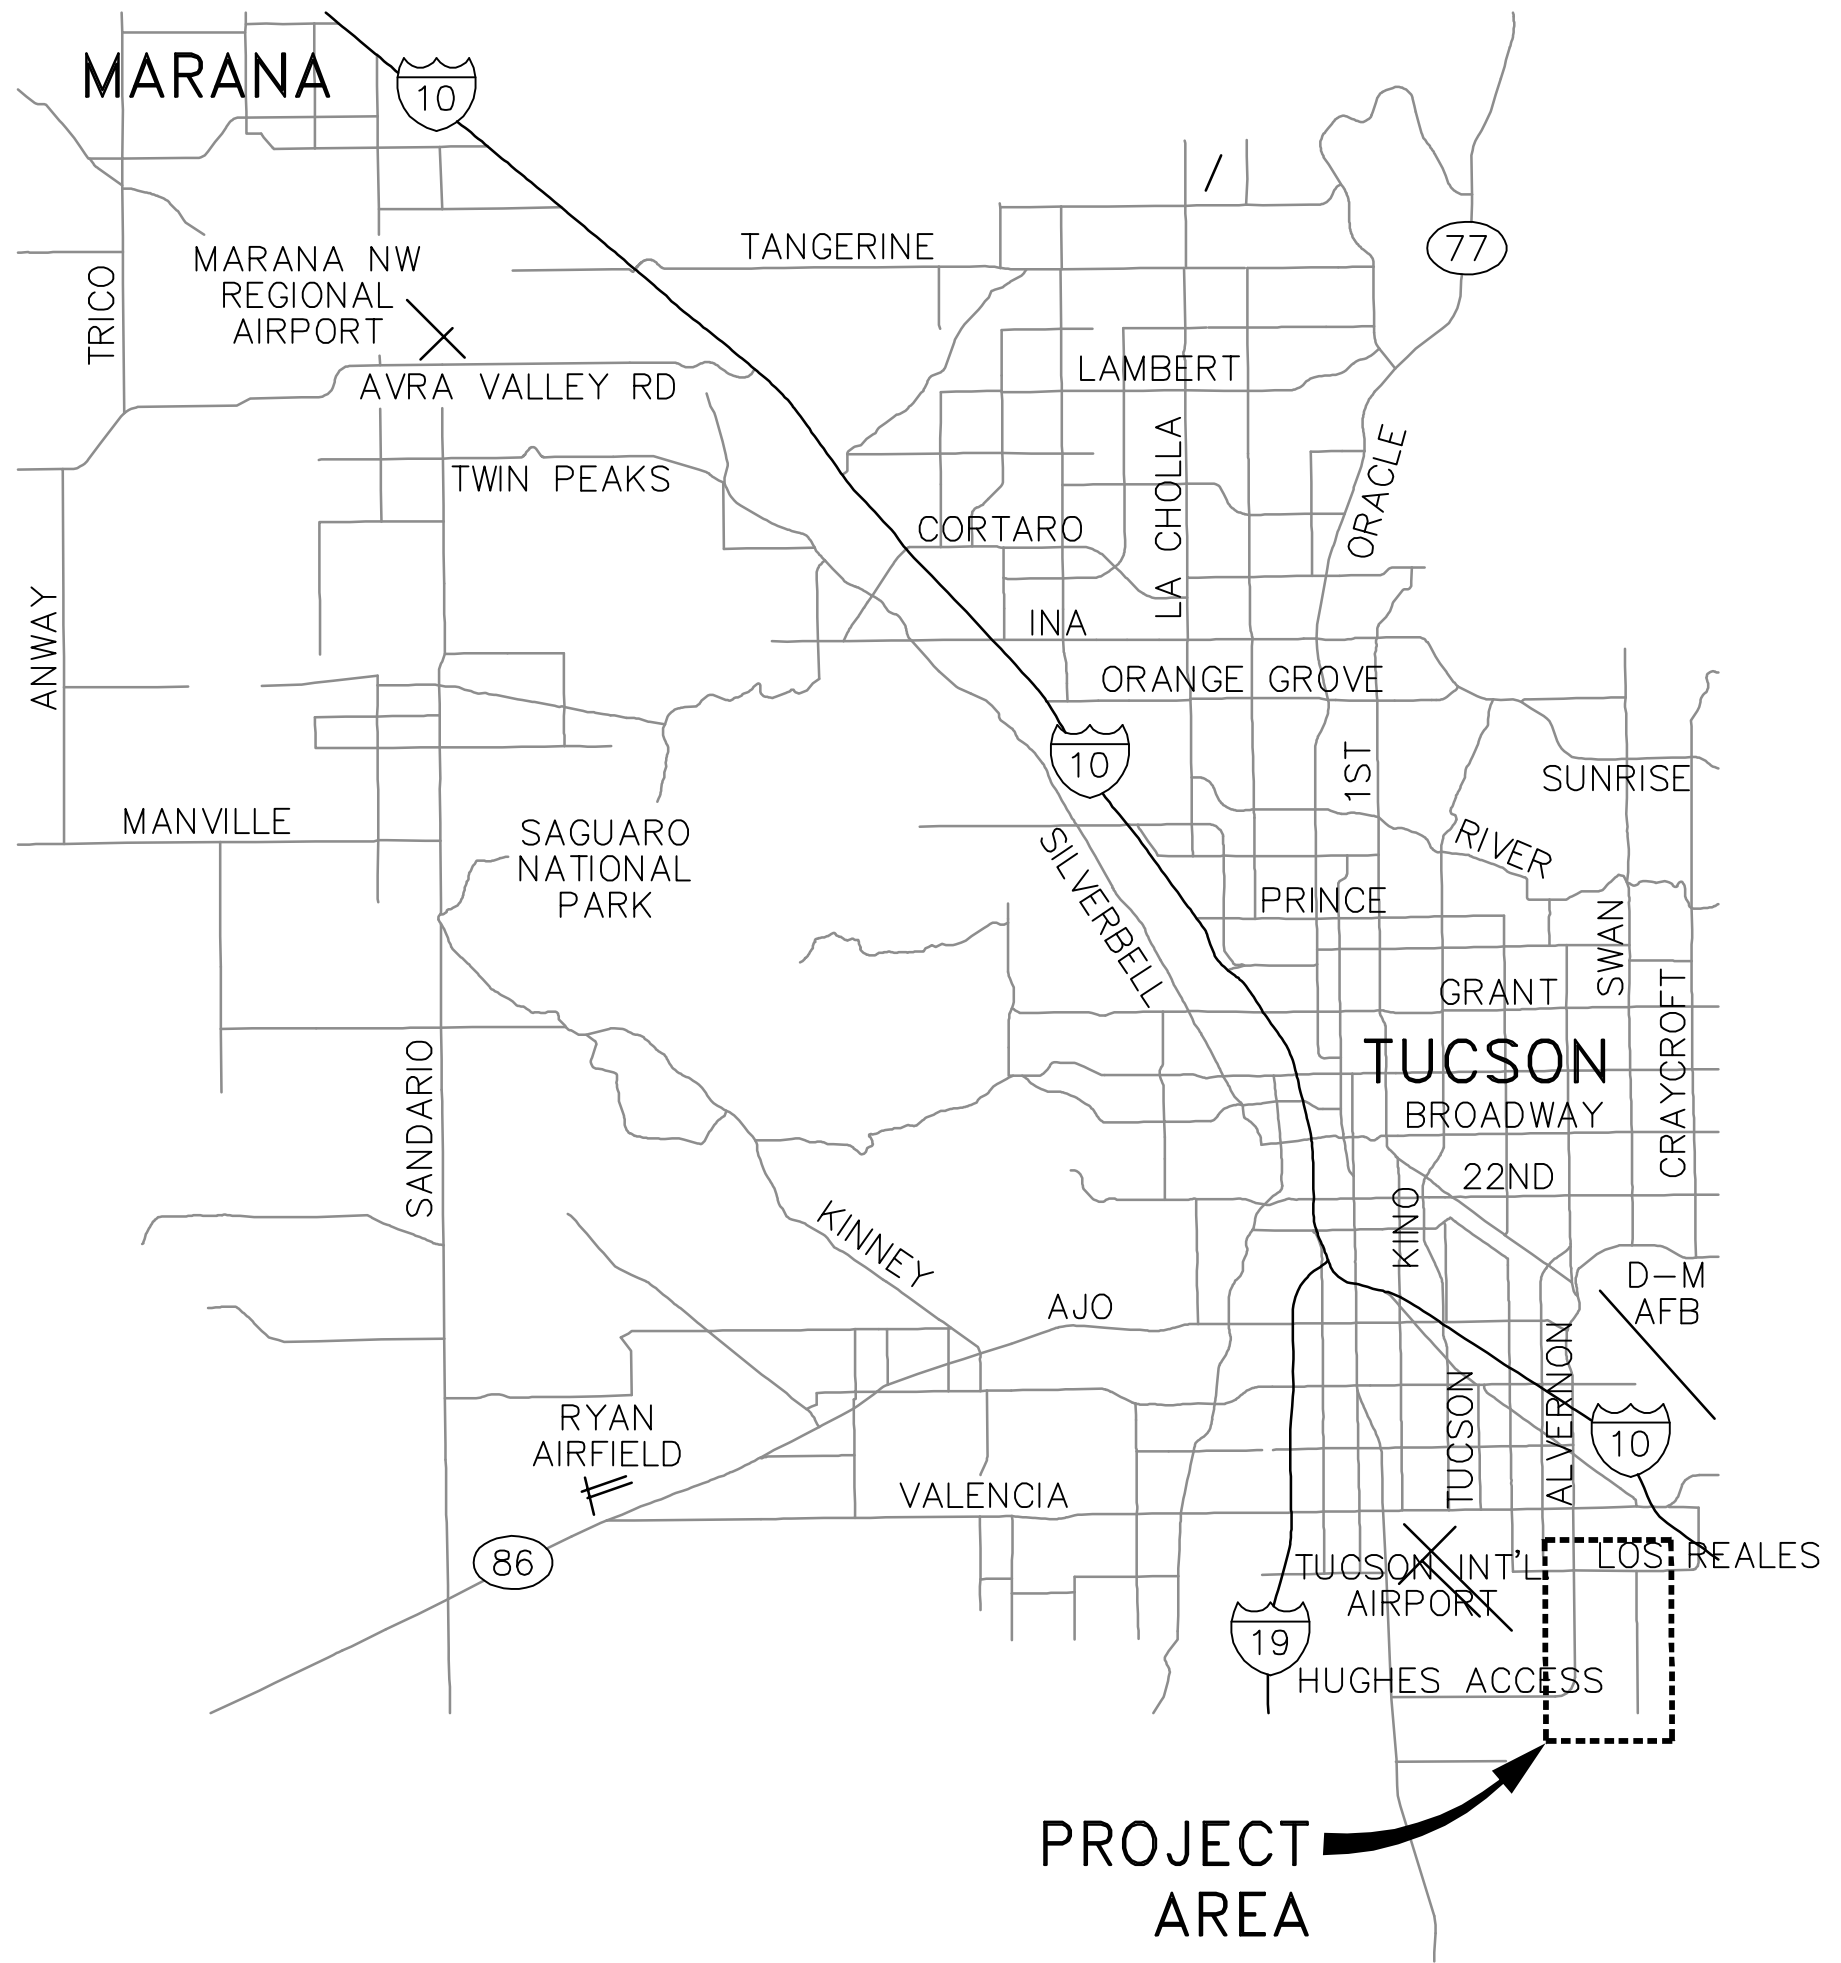 MARANA
10
77
TANGERINE
MARANA NW
REGIONAL
AIRPORT
TRICO
LAMBERT
AVRA VALLEY RD
TWIN PEAKS
ORACLE
LA CHOLLA
CORTARO
ANWAY
INA
ORANGE GROVE
10
1ST
SUNRISE
MANVILLE
SAGUARO
NATIONAL
PARK
RIVER
SILVERBELL
PRINCE
SWAN
GRANT
CRAYCROFT
TUCSON
SANDARIO
BROADWAY
22ND
KINO
KINNEY
D-M
AFB
AJO
ALVERNON
TUCSON
RYAN
AIRFIELD
10
VALENCIA
86
LOS REALES
TUCSON INT'L
AIRPORT
19
HUGHES ACCESS
PROJECT
AREA